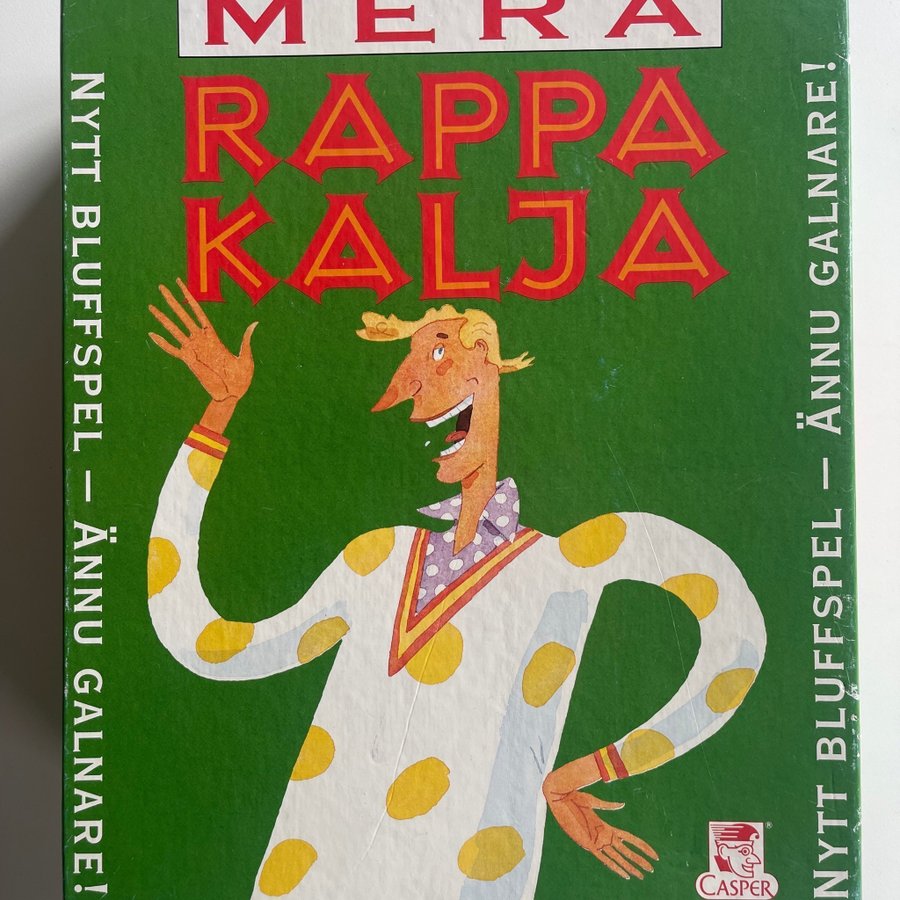 MERA
RAPPA
KALJA
NYTT BLUFFSPEL – ÄNNU GALNARE!
NYTT BLUFFSPEL – ÄNNU GALNARE!
CASPER®